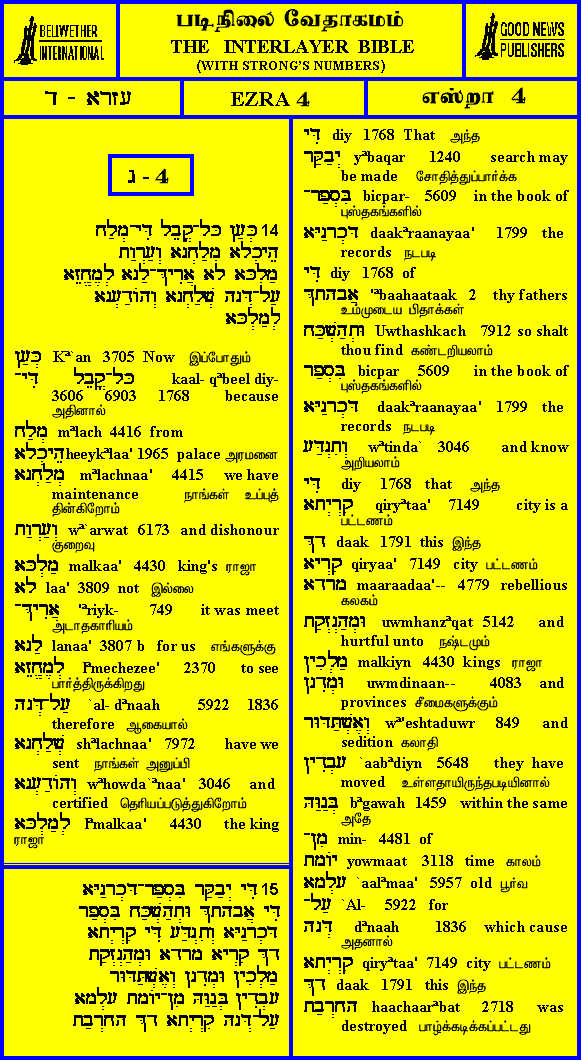 BELLWETHER
INTERNATIONAL
படிநிலை வேதாகமம்
THE INTERLAYER BIBLE
(WITH STRONG'S NUMBERS)
GOOD NEWS
PUBLISHERS
עזרא - ד
EZRA 4
எஸ்றா 4
4 - ג
14 כְּעַן כָּל־קֳבֵל דִּי־מְלַח
הֵיכְלָא מְלַחְנָא וְעַרְוַת
מַלְכָּא לָא אֲרִיךְ־לַנָא לְמֶחֱזֵא
עַל־דְּנָה שְׁלַחְנָא וְהוֹדַעְנָא
לְמַלְכָּא
כְּעַן Kᵉ`an 3705 Now இப்போதும்
כָּל־קֳבֵל דִּי־ kaal- qᵒbeel diy-
3606 6903 1768 because
அதினால்
מְלַח mᵉlach 4416 from
הֵיכְלָא heeykᵉlaa' 1965 palace அரமனை
מְלַחְנָא mᵉlachnaa' 4415 we have
maintenance நாங்கள் உப்புத்
தின்கிறோம்
וְעַרְוַת wᵉ`arwat 6173 and dishonour
குறைவு
מַלְכָּא malkaa' 4430 king's ராஜா
לָא laa' 3809 not இல்லை
אֲרִיךְ־ 'ᵃriyk- 749 it was meet
அடாதகாரியம்
לַנָא lanaa' 3807 b for us எங்களுக்கு
לְמֶחֱזֵא lᵉmechezee' 2370 to see
பார்த்திருக்கிறது
עַל־דְּנָה `al- dᵉnaah 5922 1836
therefore ஆகையால்
שְׁלַחְנָא shᵉlachnaa' 7972 have we
sent நாங்கள் அனுப்பி
וְהוֹדַעְנָא wᵉhowda`ᵃnaa' 3046 and
certified தெரியப்படுத்துகிறோம்
לְמַלְכָּא lᵉmalkaa' 4430 the king
ராஜா
15 דִּי יְבַקַּר בִּסְפַר־דָּכְרָנַיָּא
דִּי אֲבָהָתָךְ וּתְהַשְׁכַּח בִּסְפַר
דָּכְרָנַיָּא וְתִנְדַּע דִּי קִרְיְתָא
דָךְ קִרְיָא מָרָדָא וּמְהַנְזְקַת
מַלְכִין וּמְדִנָן וְאֶשְׁתַּדּוּר
עָבְדִין בְּגַוַּהּ מִן־יוֹמָת עָלְמָא
עַל־דְּנָה קִרְיְתָא דָךְ הָחָרְבַת
דִּי diy 1768 That அந்த
יְבַקַּר yᵉbaqar 1240 search may
be made சோதித்துப்பார்க்க
בִּסְפַר־ bicpar- 5609 in the book of
புஸ்தகங்களில்
דָּכְרָנַיָּא daakᵉraanayaa' 1799 the
records நடபடி
דִּי diy 1768 of
אֲבָהָתָךְ 'ᵃbaahaataak 2 thy fathers
உம்முடைய பிதாக்கள்
וּתְהַשְׁכַּח Uwthashkach 7912 so shalt
thou find கண்டறியலாம்
בִּסְפַר bicpar 5609 in the book of
புஸ்தகங்களில்
דָּכְרָנַיָּא daakᵉraanayaa' 1799 the
records நடபடி
וְתִנְדַּע wᵉtinda` 3046 and know
அறியலாம்
דִּי diy 1768 that அந்த
קִרְיְתָא qiryᵉtaa' 7149 city is a
பட்டணம்
דָךְ daak 1791 this இந்த
קִרְיָא qiryaa' 7149 city பட்டணம்
מָרָדָא maaraadaa'-- 4779 rebellious
கலகம்
וּמְהַנְזְקַת uwmhanzᵉqat 5142 and
hurtful unto நஷ்டமும்
מַלְכִין malkiyn 4430 kings ராஜா
וּמְדִנָן uwmdinaan-- 4083 and
provinces சீமைகளுக்கும்
וְאֶשְׁתַּדּוּר wᵉ'eshtaduwr 849 and
sedition கலாதி
עָבְדִין `aabᵉdiyn 5648 they have
moved உள்ளதாயிருந்தபடியினால்
בְּגַוַּהּ bᵉgawah 1459 within the same
அதே
מִן־ min- 4481 of
יוֹמָת yowmaat 3118 time காலம்
עָלְמָא `aalᵉmaa' 5957 old பூர்வ
עַל־ `Al- 5922 for
דְּנָה dᵉnaah 1836 which cause
அதனால்
קִרְיְתָא qiryᵉtaa' 7149 city பட்டணம்
דָךְ daak 1791 this இந்த
הָחָרְבַת haachaarᵉbat 2718 was
destroyed பாழ்க்கடிக்கப்பட்டது